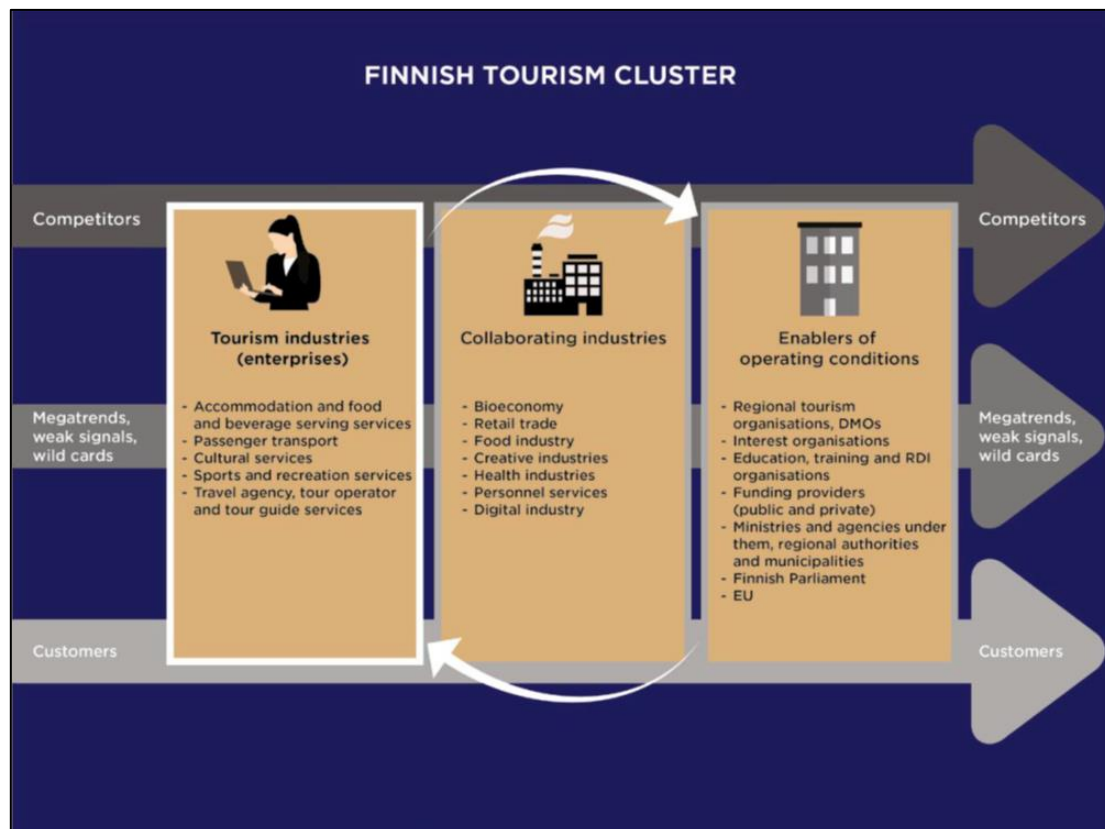 FINNISH TOURISM CLUSTER
Competitors
Megatrends,
weak signals,
wild cards
Customers
Tourism industries
(enterprises)
- Accommodation and food
and beverage serving services
- Passenger transport
- Cultural services
- Sports and recreation services
- Travel agency, tour operator
and tour guide services
Collaborating industries
- Bioeconomy
- Retail trade
- Food industry
- Creative industries
- Health industries
- Personnel services
- Digital industry
Enablers of
operating conditions
- Regional tourism
organisations, DMOs
- Interest organisations
- Education, training and RDI
organisations
- Funding providers
(public and private)
- Ministries and agencies under
them, regional authorities
and municipalities
- Finnish Parliament
- EU
Competitors
Megatrends,
weak signals,
wild cards
Customers